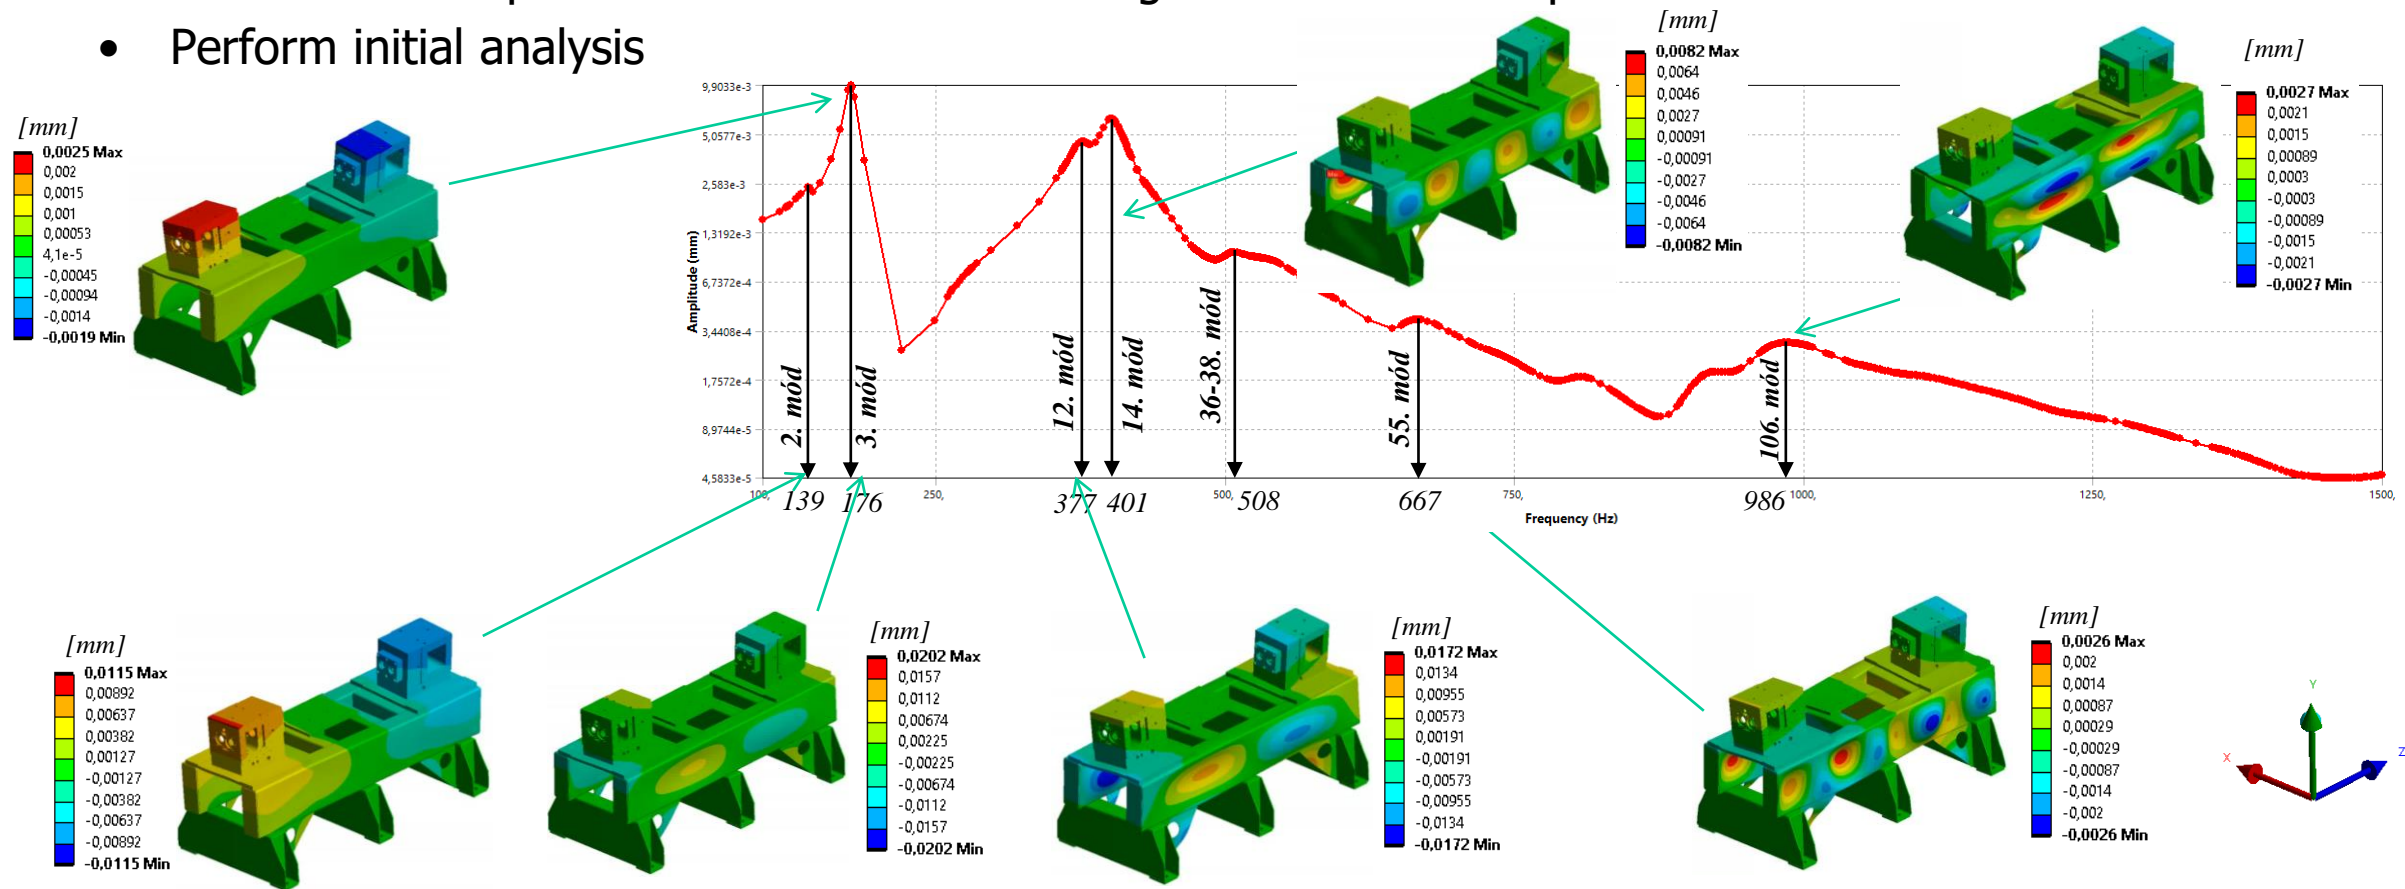 • Perform initial analysis
[mm]
0,0025 Max
0,002
0,0015
0,001
0,00053
4,1e-5
-0,00045
-0,00094
-0,0014
-0,0019 Min
9,9033e-3
5,0577e-3
2,583e-3
1,3192e-3
6,7372e-4
3,4408e-4
1,7572e-4
8,9744e-5
4,5833e-5
Amplitude (mm)
2. mód
3. mód
12. mód
14. mód
36-38. mód
55. mód
106. mód
100,
250,
500,
750,
1000,
1250,
1500,
139
176
377
401
508
667
986
Frequency (Hz)
[mm]
0,0082 Max
0,0064
0,0046
0,0027
0,00091
-0,00091
-0,0027
-0,0046
-0,0064
-0,0082 Min
[mm]
0,0027 Max
0,0021
0,0015
0,00089
0,0003
-0,0003
-0,00089
-0,0015
-0,0021
-0,0027 Min
[mm]
0,0115 Max
0,00892
0,00637
0,00382
0,00127
-0,00127
-0,00382
-0,00637
-0,00892
-0,0115 Min
[mm]
0,0202 Max
0,0157
0,0112
0,00674
0,00225
-0,00225
-0,00674
-0,0112
-0,0157
-0,0202 Min
[mm]
0,0172 Max
0,0134
0,00955
0,00573
0,00191
-0,00191
-0,00573
-0,00955
-0,0134
-0,0172 Min
[mm]
0,0026 Max
0,002
0,0014
0,00087
0,00029
-0,00029
-0,00087
-0,0014
-0,002
-0,0026 Min
Y
X
Z